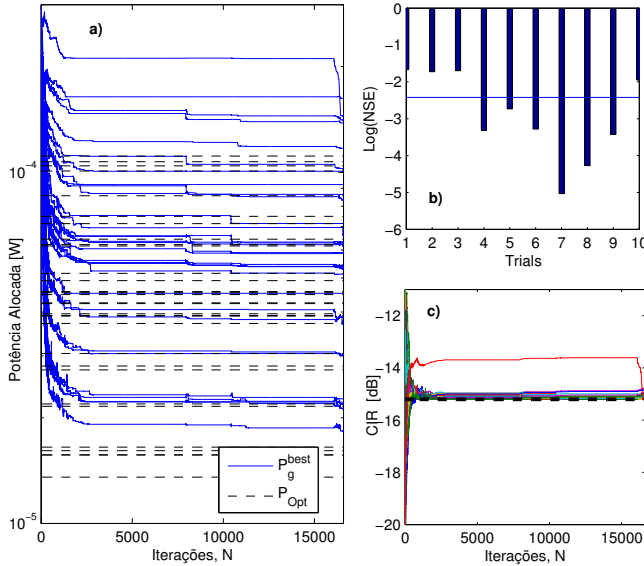 a)
10^-4
10^-5
Potência Alocada [W]
0 5000 10000 15000
Iterações, N
P_g^best
P_Opt
0
-1
-2
-3
-4
-5
-6
Log(NSE)
b)
1 2 3 4 5 6 7 8 9 10
Trials
c)
-12
-14
-16
-18
-20
C|R [dB]
0 5000 10000 15000
Iterações, N